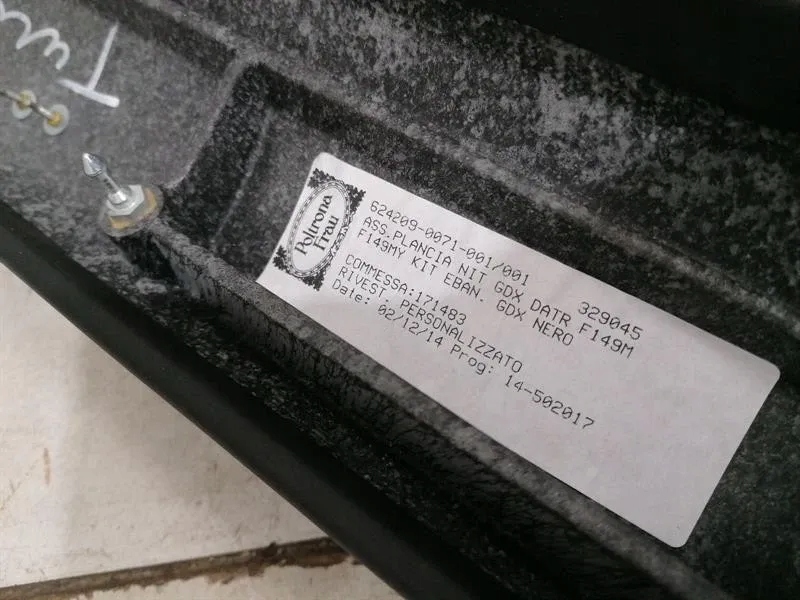 Poltrona
Frau
624209-0071-001/001 329045
ASS.PLANCIA NIT GDX DATR F149M
F149MY KIT EBAN. GDX NERO
COMMESSA:171483
RIVEST. PERSONALIZZATO
Date: 02/12/14 Prog: 14-502017